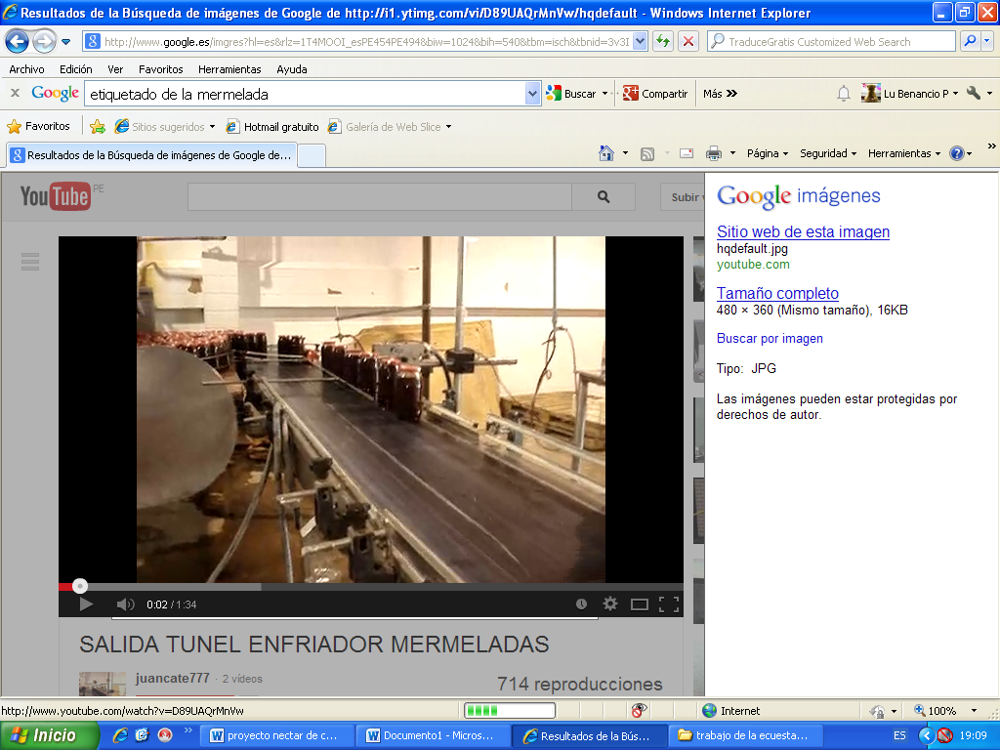 Resultados de la Búsqueda de imágenes de Google de http://i1.ytimg.com/vi/D89UAQrMnVw/hqdefault - Windows Internet Explorer
http://www.google.es/imgres?hl=es&rlz=1T4MOOI_esPE454PE494&biw=1024&bih=540&tbm=isch&tbnid=3v3I
TraduceGratis Customized Web Search
Archivo Edición Ver Favoritos Herramientas Ayuda
x Google etiquetado de la mermelada Buscar Compartir Más » Lu Benancio P
Favoritos Sitios sugeridos Hotmail gratuito Galería de Web Slice
Resultados de la Búsqueda de imágenes de Google de... Página Seguridad Herramientas »
YouTube PE
Subir v
Google imágenes
Sitio web de esta imagen
hqdefault.jpg
youtube.com
Tamaño completo
480 × 360 (Mismo tamaño), 16KB
Buscar por imagen
Tipo: JPG
Las imágenes pueden estar protegidas por
derechos de autor.
0:02 / 1:34
SALIDA TUNEL ENFRIADOR MERMELADAS
juancate777 · 2 vídeos
714 reproducciones
http://www.youtube.com/watch?v=D89UAQrMnVw Internet 100%
Inicio » proyecto nectar de c... Documento1 - Micros... Resultados de la Bús... trabajo de la ecuesta... ES 19:09